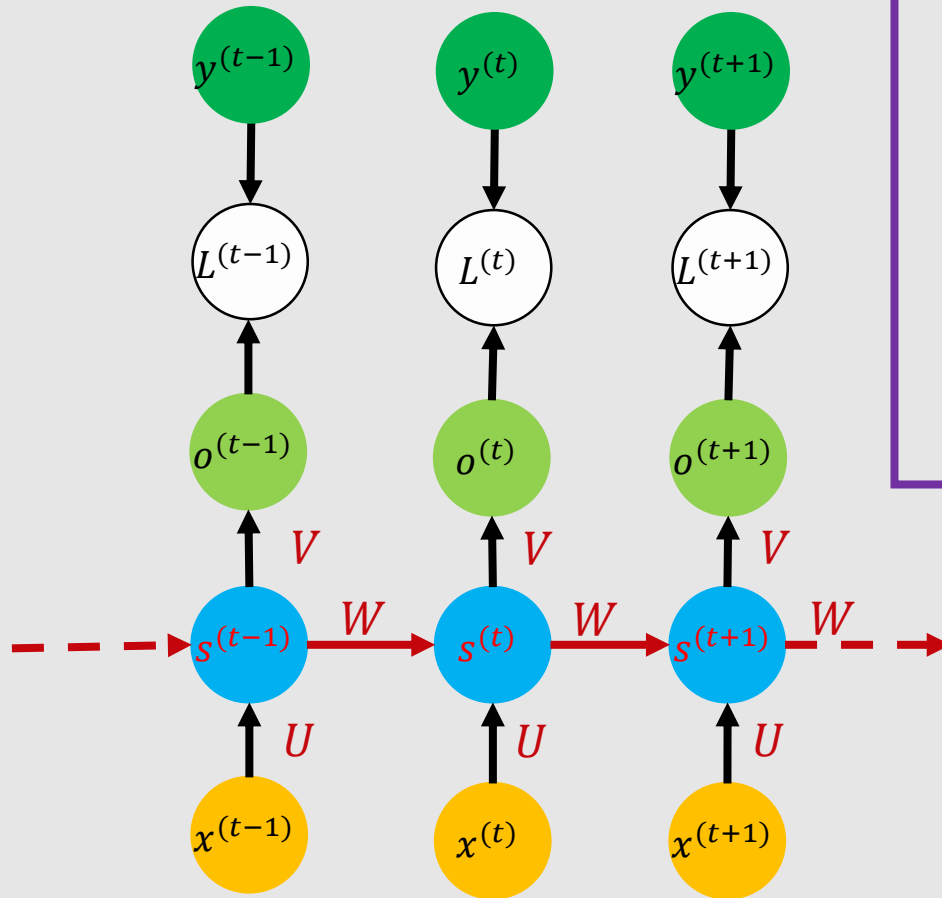 y^(t−1) y^(t) y^(t+1)
L^(t−1) L^(t) L^(t+1)
o^(t−1) o^(t) o^(t+1)
V V V
W W W
s^(t−1) s^(t) s^(t+1)
U U U
x^(t−1) x^(t) x^(t+1)